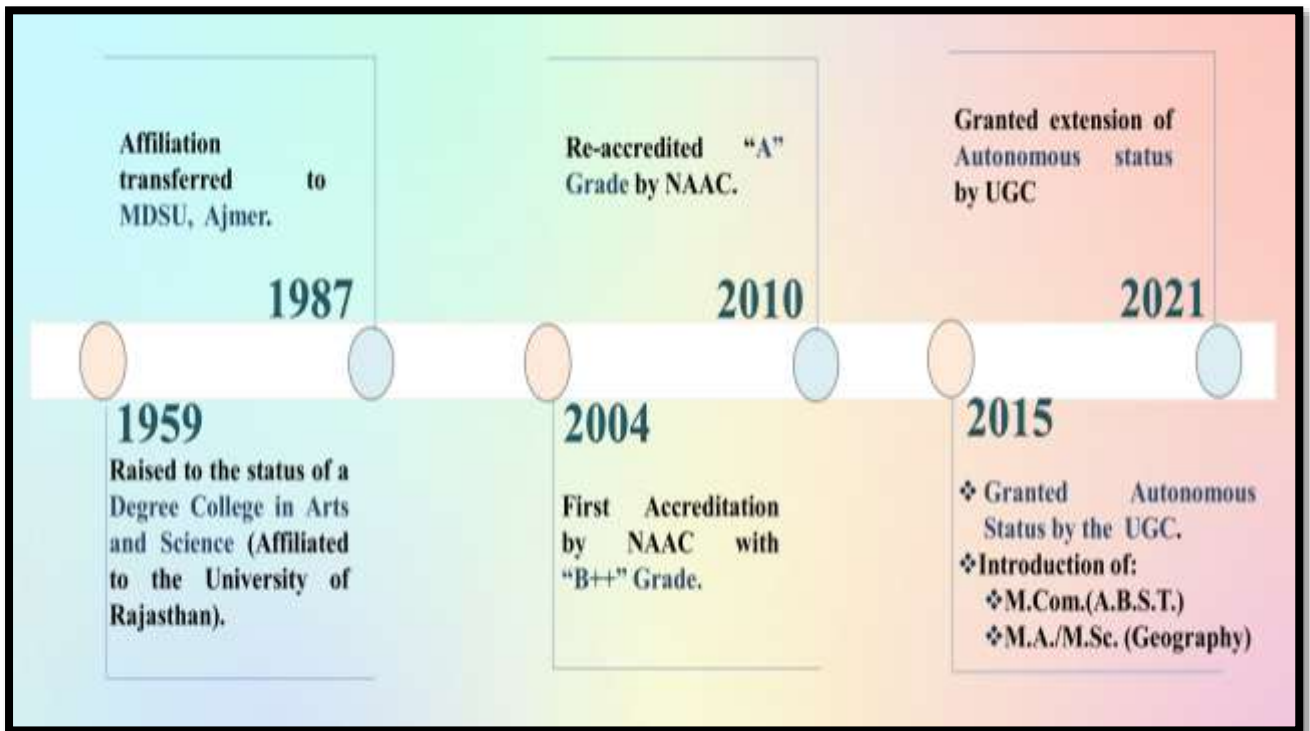 Affiliation
transferred to
MDSU, Ajmer.
1987
Re-accredited “A”
Grade by NAAC.
2010
Granted extension of
Autonomous status
by UGC
2021
1959
Raised to the status of a
Degree College in Arts
and Science (Affiliated
to the University of
Rajasthan).
2004
First Accreditation
by NAAC with
“B++” Grade.
2015
❖ Granted Autonomous
Status by the UGC.
❖Introduction of:
❖M.Com.(A.B.S.T.)
❖M.A./M.Sc. (Geography)